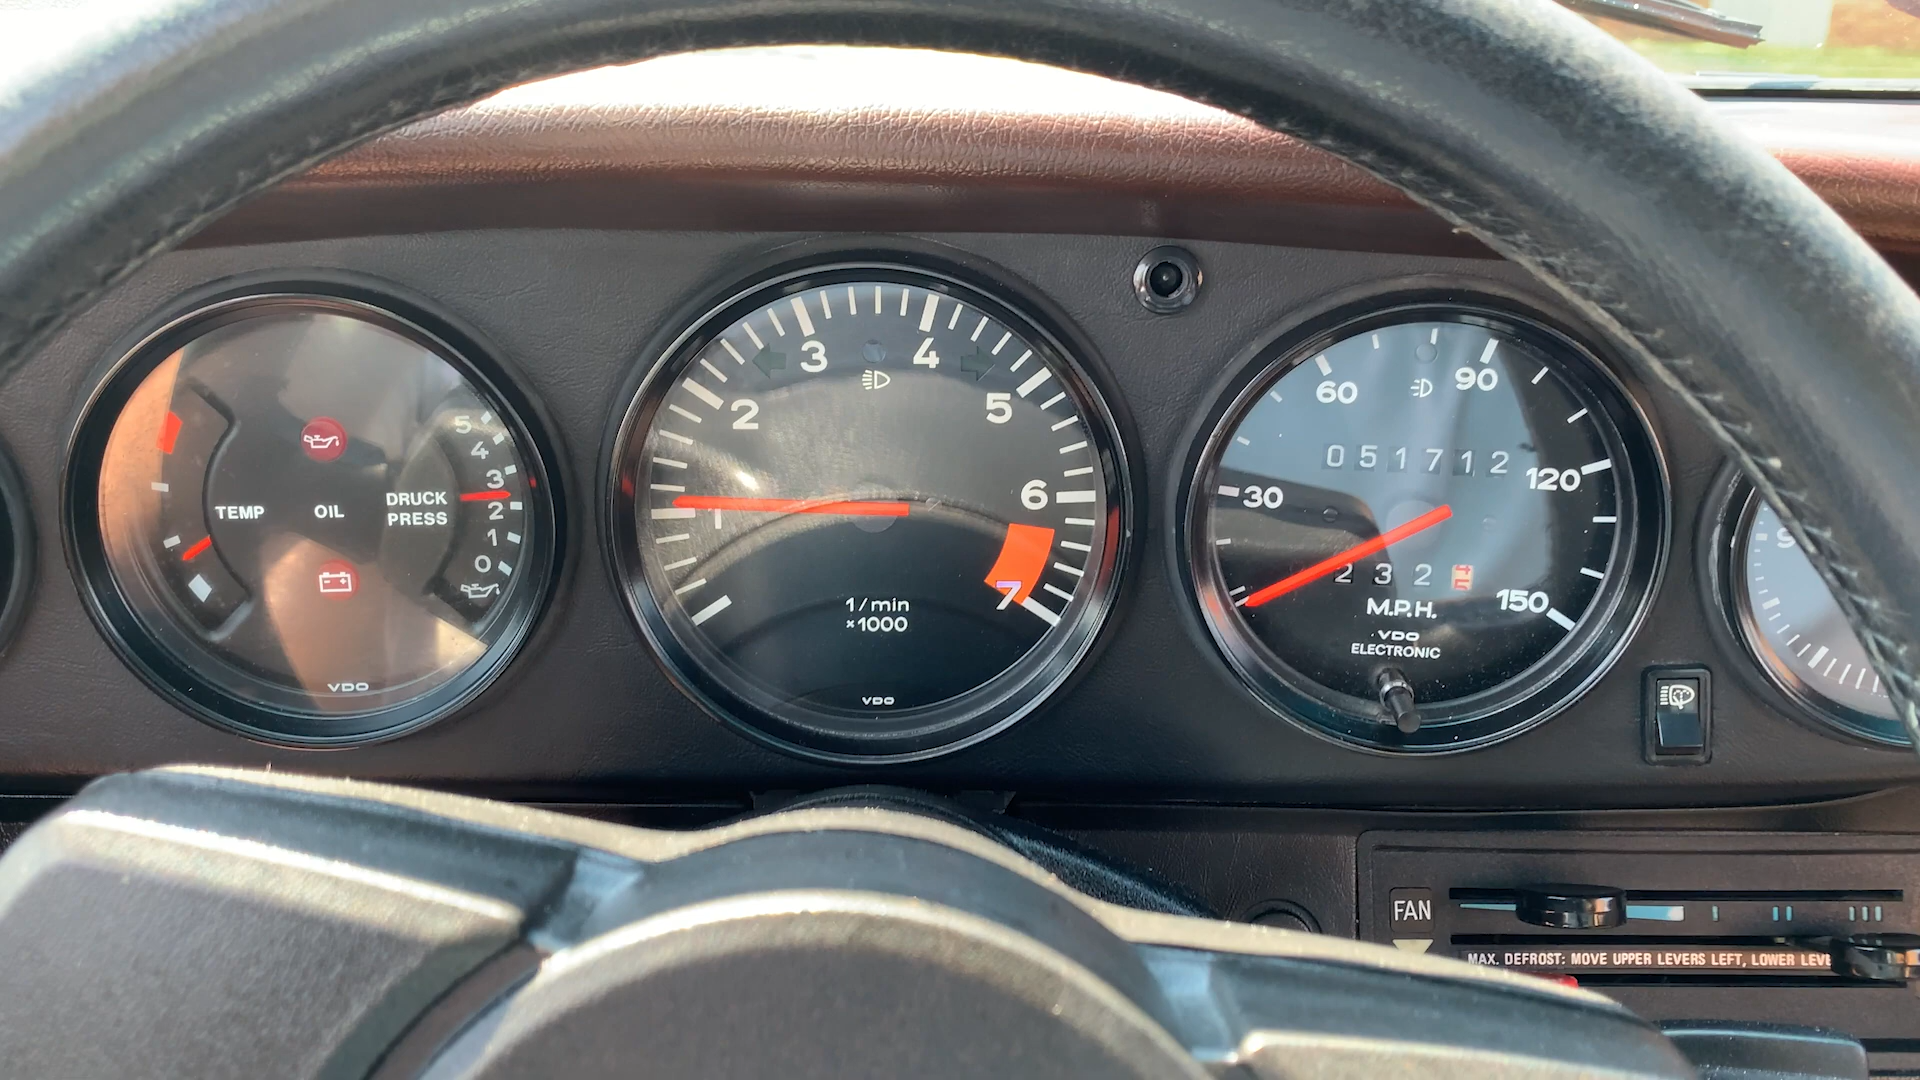 5
4
3
2
1
0
TEMP
OIL
DRUCK
PRESS
VDO
1
2
3
4
5
6
7
1/min
×1000
VDO
30
60
90
120
150
051712
232
M.P.H.
VDO
ELECTRONIC
9
FAN
MAX. DEFROST: MOVE UPPER LEVERS LEFT, LOWER LEVE